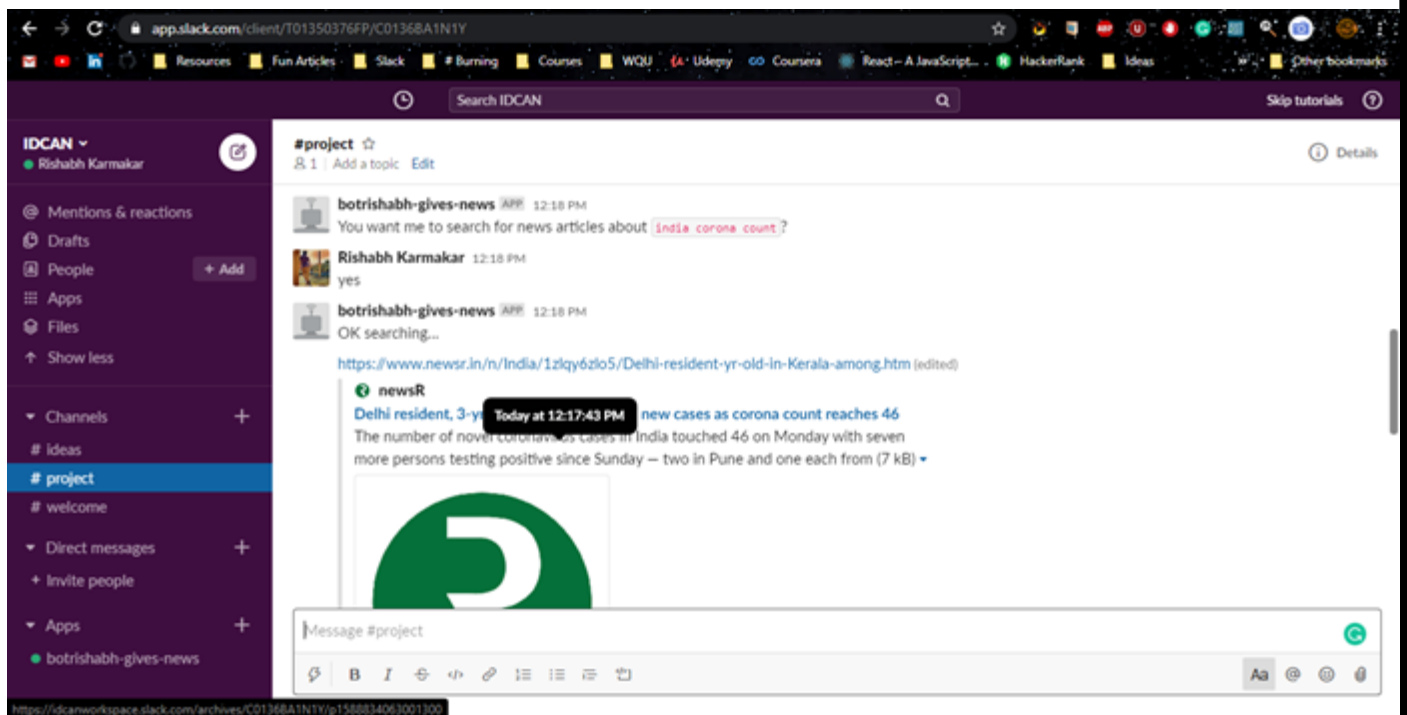 app.slack.com/client/T01350376FP/C0136BA1N1Y
Resources Fun Articles Slack # Burning Courses WQU Udemy Coursera React – A JavaScript... HackerRank Ideas Other bookmarks
Search IDCAN
Skip tutorials
IDCAN
Rishabh Karmakar
#project
1 | Add a topic Edit
Details
Mentions & reactions
Drafts
People + Add
Apps
Files
Show less
Channels +
# ideas
# project
# welcome
Direct messages +
+ Invite people
Apps +
botrishabh-gives-news
botrishabh-gives-news APP 12:18 PM
You want me to search for news articles about india corona count ?
Rishabh Karmakar 12:18 PM
yes
botrishabh-gives-news APP 12:18 PM
OK searching...
https://www.newsr.in/n/India/1zlqy6zlo5/Delhi-resident-yr-old-in-Kerala-among.htm (edited)
newsR
Delhi resident, 3-y new cases as corona count reaches 46
Today at 12:17:43 PM
The number of novel coronavirus cases in India touched 46 on Monday with seven
more persons testing positive since Sunday — two in Pune and one each from (7 kB)
Message #project
B I Aa @
https://idcanworkspace.slack.com/archives/C0136BA1N1Y/p1588834063001300